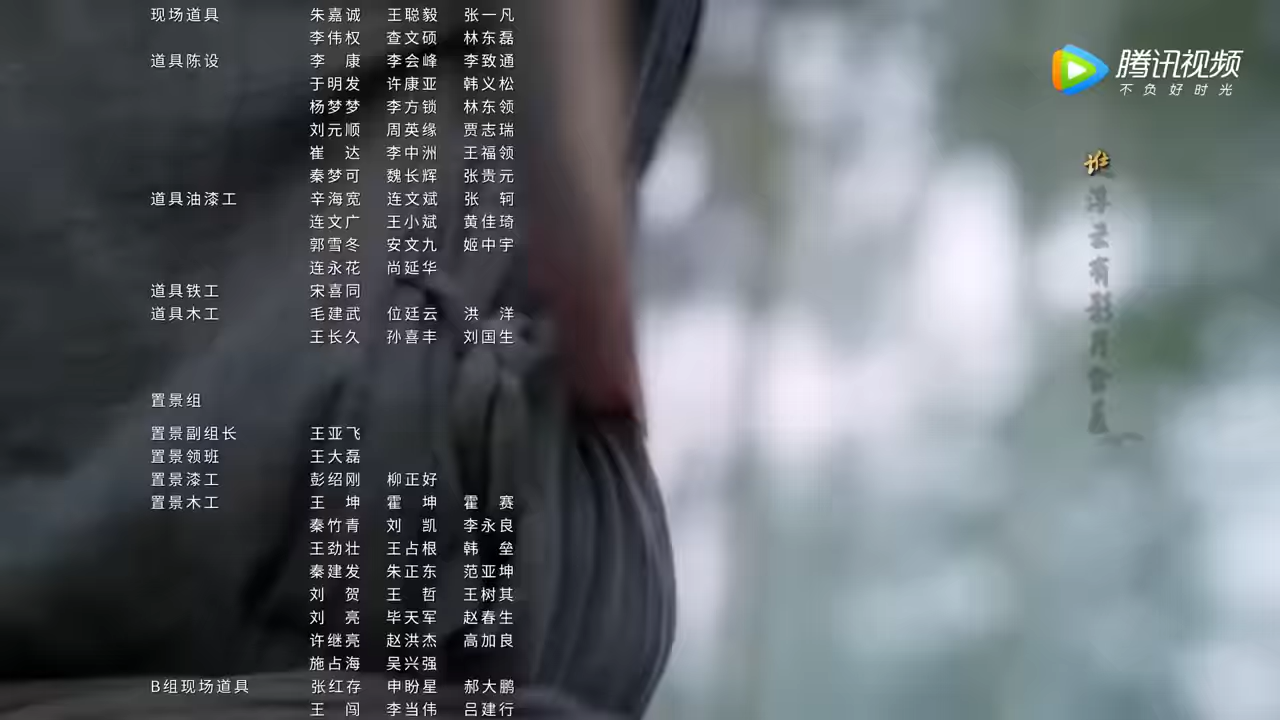 现场道具 朱嘉诚 王聪毅 张一凡
李伟权 查文硕 林东磊
道具陈设 李 康 李会峰 李致通
于明发 许康亚 韩义松
杨梦梦 李方锁 林东领
刘元顺 周英缘 贾志瑞
崔 达 李中洲 王福领
秦梦可 魏长辉 张贵元
道具油漆工 辛海宽 连文斌 张 轲
连文广 王小斌 黄佳琦
郭雪冬 安文九 姬中宇
连永花 尚延华
道具铁工 宋喜同
道具木工 毛建武 位廷云 洪 洋
王长久 孙喜丰 刘国生
置景组
置景副组长 王亚飞
置景领班 王大磊
置景漆工 彭绍刚 柳正好
置景木工 王 坤 霍 坤 霍 赛
秦竹青 刘 凯 李永良
王劲壮 王占根 韩 垒
秦建发 朱正东 范亚坤
刘 贺 王 哲 王树其
刘 亮 毕天军 赵春生
许继亮 赵洪杰 高加良
施占海 吴兴强
B组现场道具 张红存 申盼星 郝大鹏
王 闯 李当伟 吕建行
腾讯视频
不负好时光
谁
浮云有影月